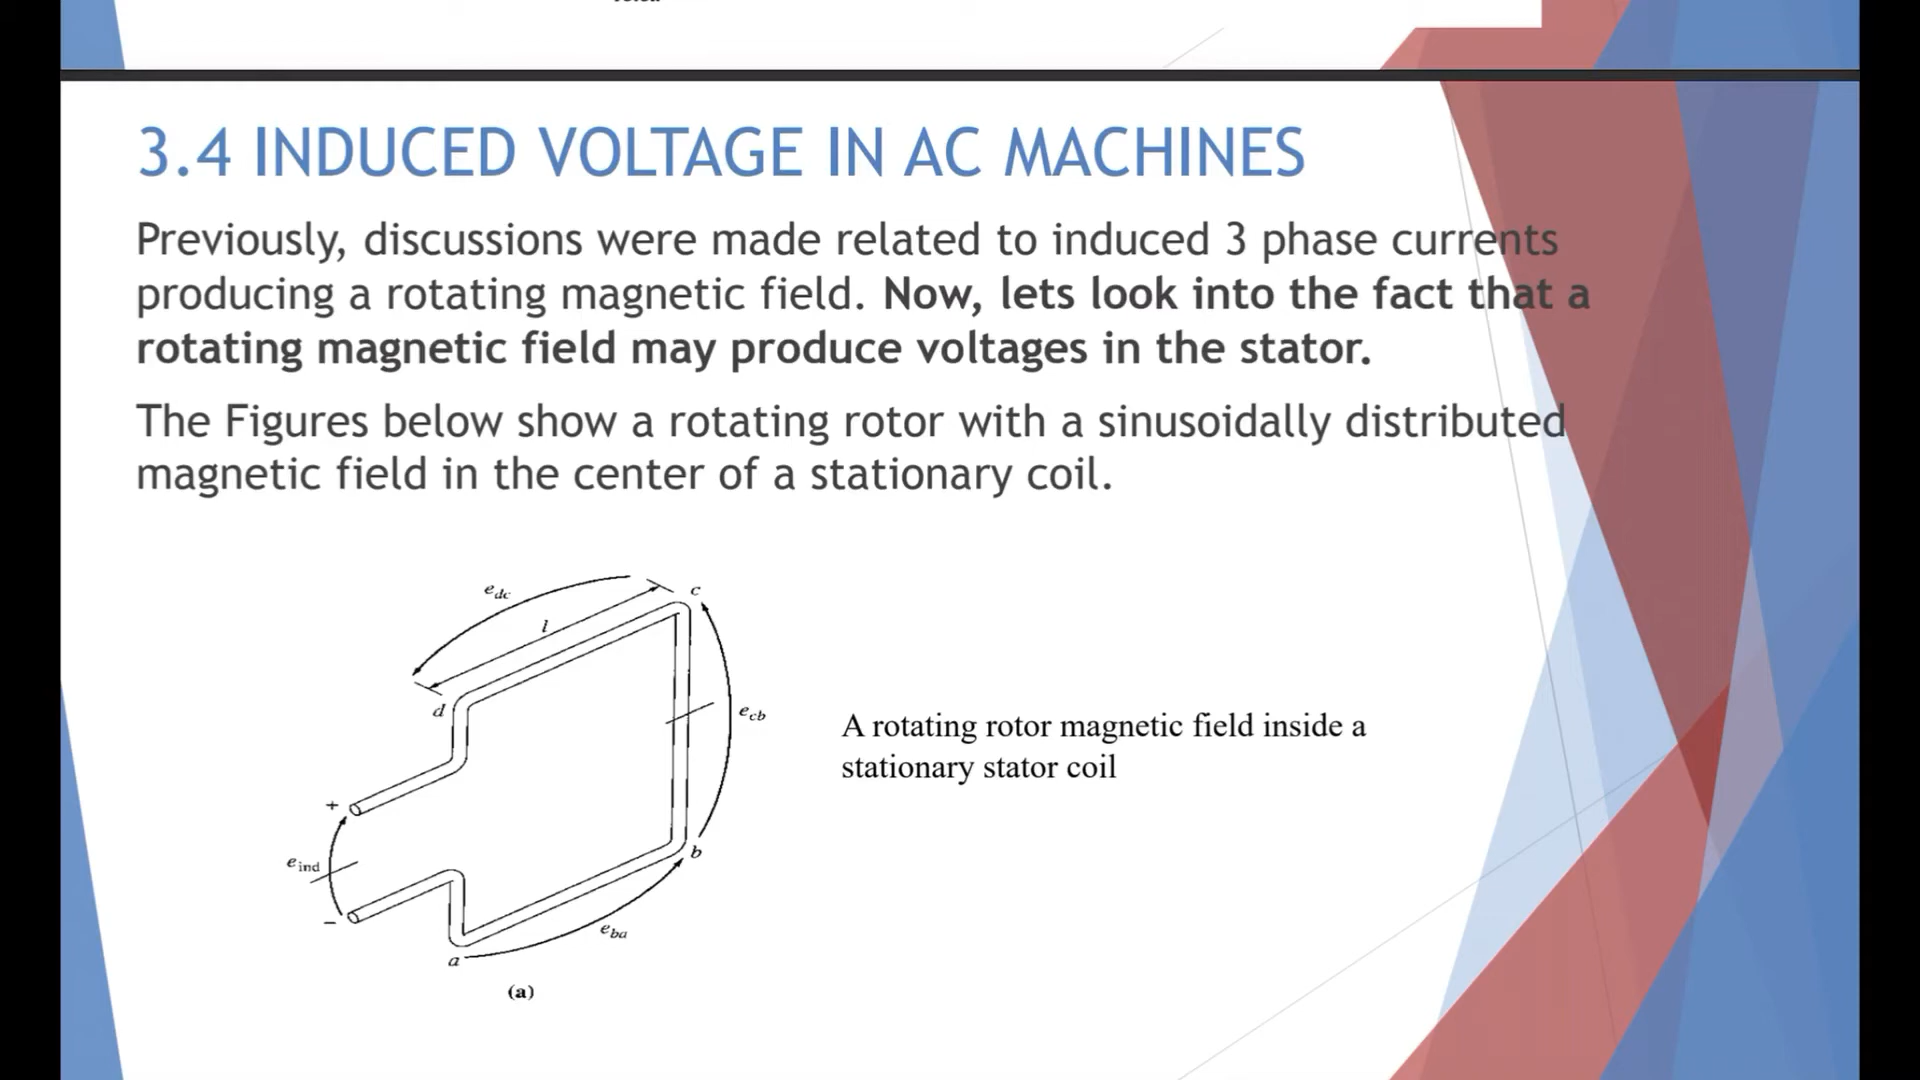 3.4 INDUCED VOLTAGE IN AC MACHINES
Previously, discussions were made related to induced 3 phase currents
producing a rotating magnetic field. Now, lets look into the fact that a
rotating magnetic field may produce voltages in the stator.
The Figures below show a rotating rotor with a sinusoidally distributed
magnetic field in the center of a stationary coil.
e_dc
c
l
d
e_cb
A rotating rotor magnetic field inside a
stationary stator coil
+
e_ind
b
−
e_ba
a
(a)